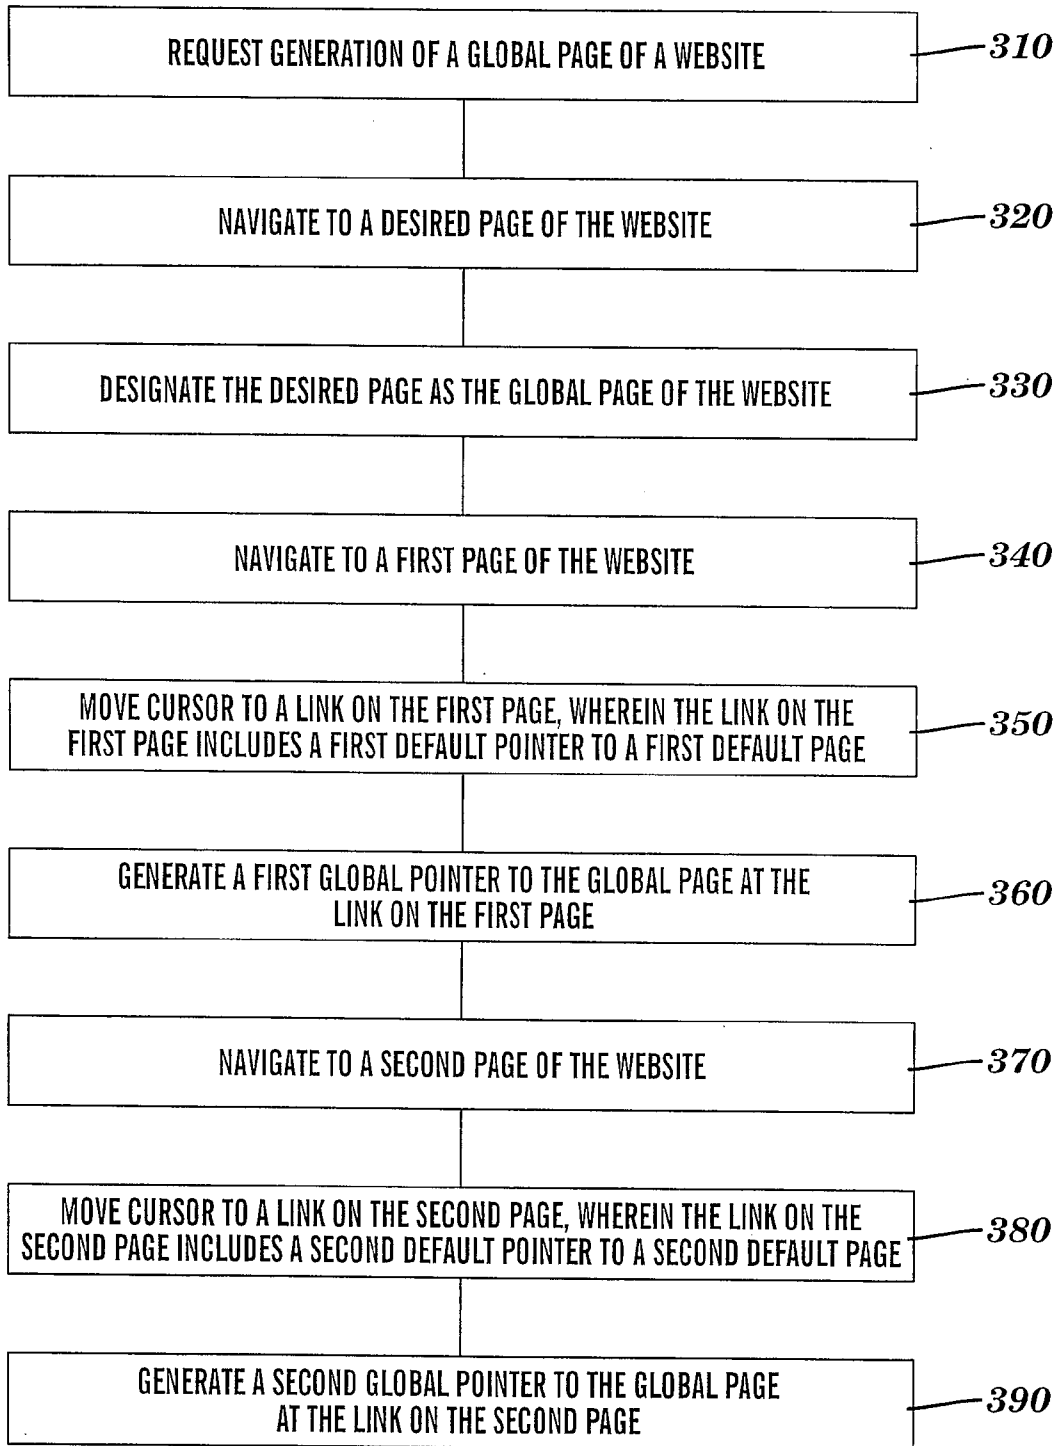 REQUEST GENERATION OF A GLOBAL PAGE OF A WEBSITE
310
NAVIGATE TO A DESIRED PAGE OF THE WEBSITE
320
DESIGNATE THE DESIRED PAGE AS THE GLOBAL PAGE OF THE WEBSITE
330
NAVIGATE TO A FIRST PAGE OF THE WEBSITE
340
MOVE CURSOR TO A LINK ON THE FIRST PAGE, WHEREIN THE LINK ON THE
FIRST PAGE INCLUDES A FIRST DEFAULT POINTER TO A FIRST DEFAULT PAGE
350
GENERATE A FIRST GLOBAL POINTER TO THE GLOBAL PAGE AT THE
LINK ON THE FIRST PAGE
360
NAVIGATE TO A SECOND PAGE OF THE WEBSITE
370
MOVE CURSOR TO A LINK ON THE SECOND PAGE, WHEREIN THE LINK ON THE
SECOND PAGE INCLUDES A SECOND DEFAULT POINTER TO A SECOND DEFAULT PAGE
380
GENERATE A SECOND GLOBAL POINTER TO THE GLOBAL PAGE
AT THE LINK ON THE SECOND PAGE
390